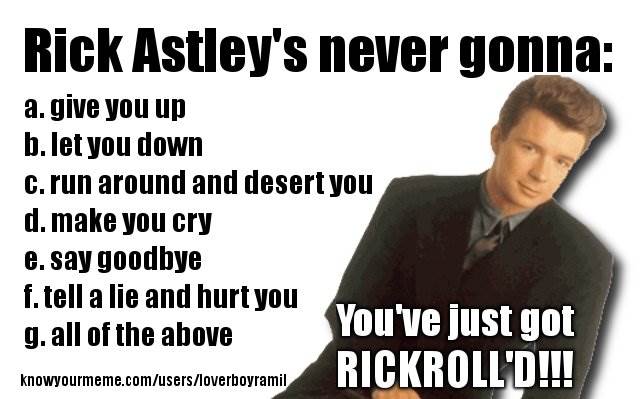 Rick Astley's never gonna:
a. give you up
b. let you down
c. run around and desert you
d. make you cry
e. say goodbye
f. tell a lie and hurt you
g. all of the above
You've just got
RICKROLL'D!!!
knowyourmeme.com/users/loverboyramil